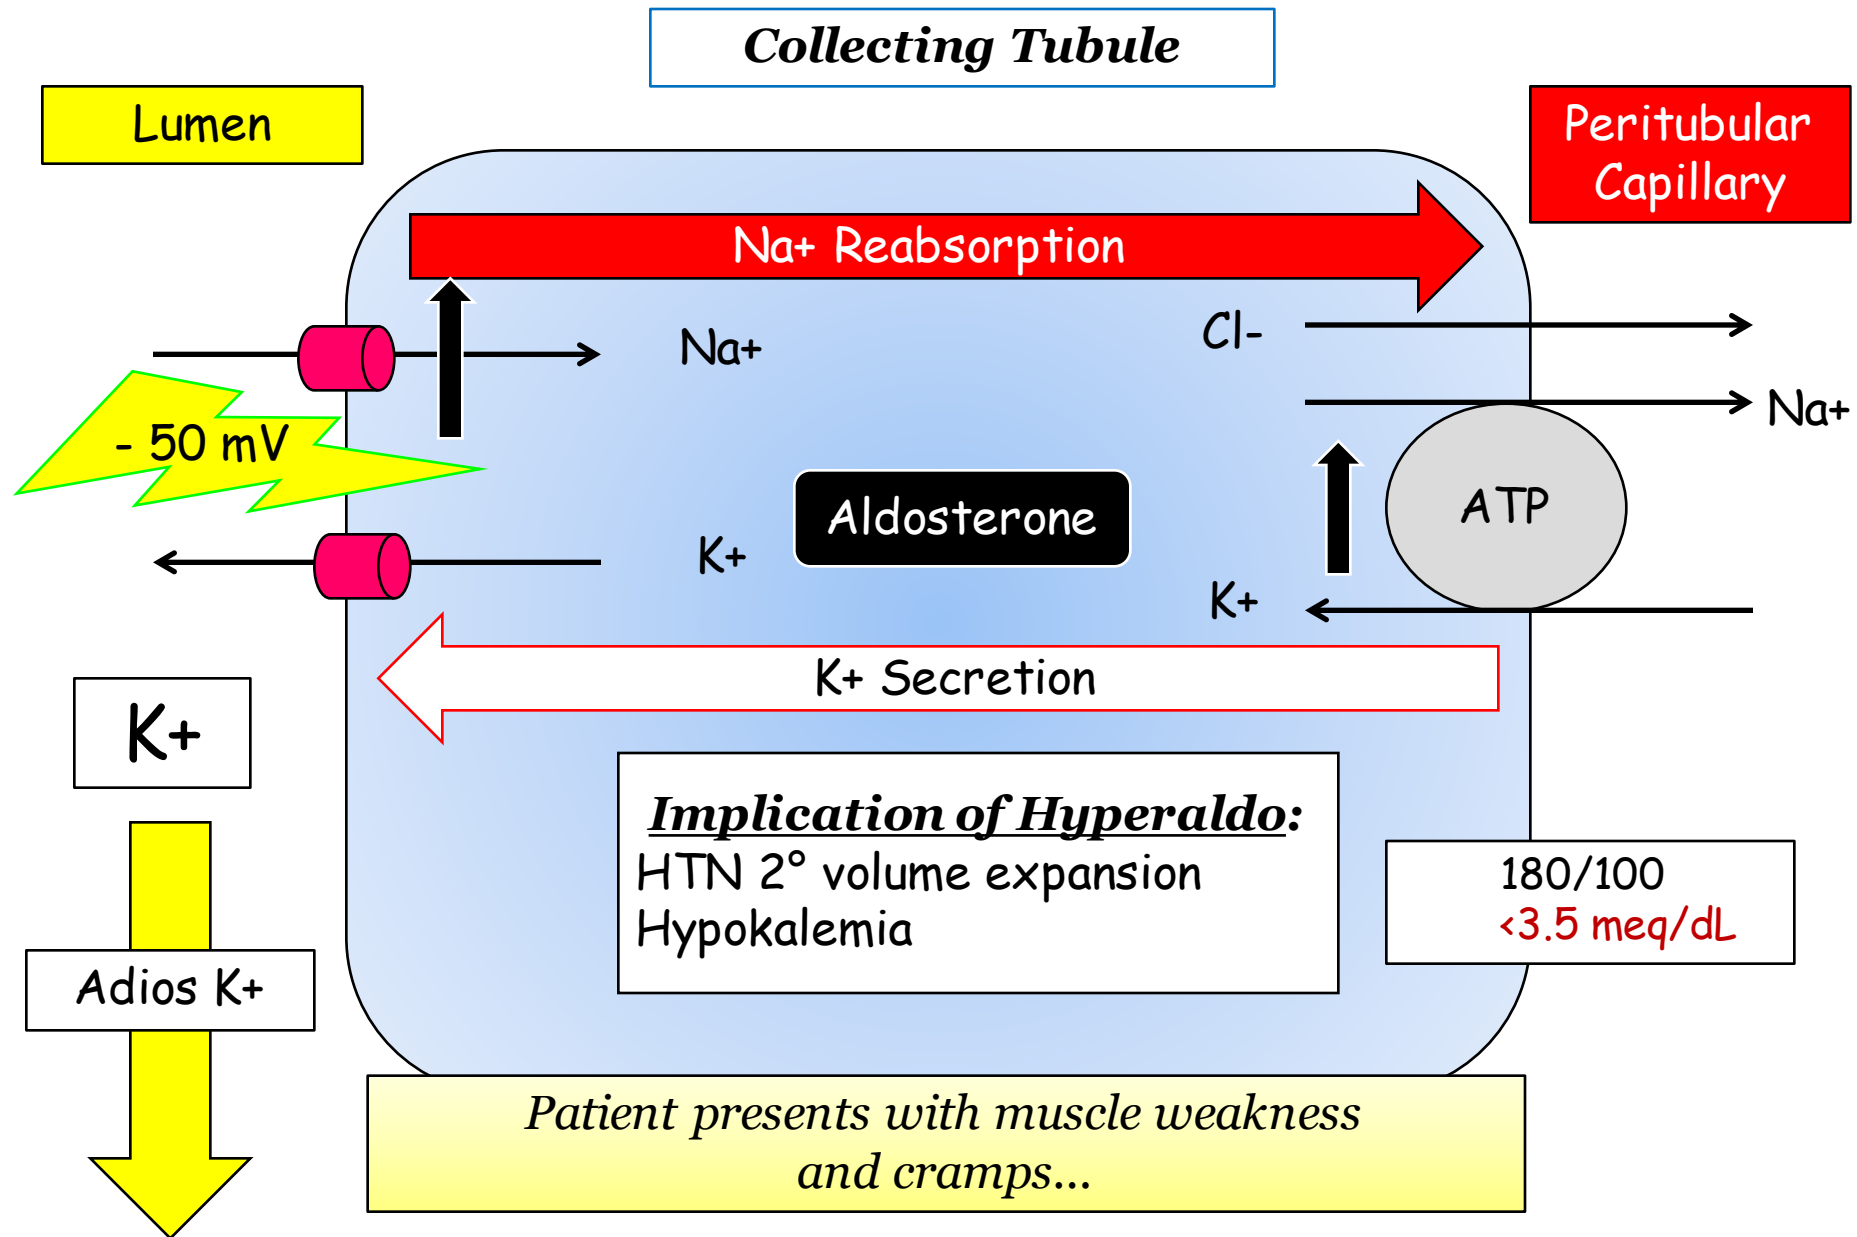 Collecting Tubule
Lumen
Peritubular
Capillary
Na+ Reabsorption
Na+
Cl-
Na+
- 50 mV
Aldosterone
ATP
K+
K+
K+ Secretion
K+
Implication of Hyperaldo:
HTN 2° volume expansion
Hypokalemia
180/100
<3.5 meq/dL
Adios K+
Patient presents with muscle weakness
and cramps...